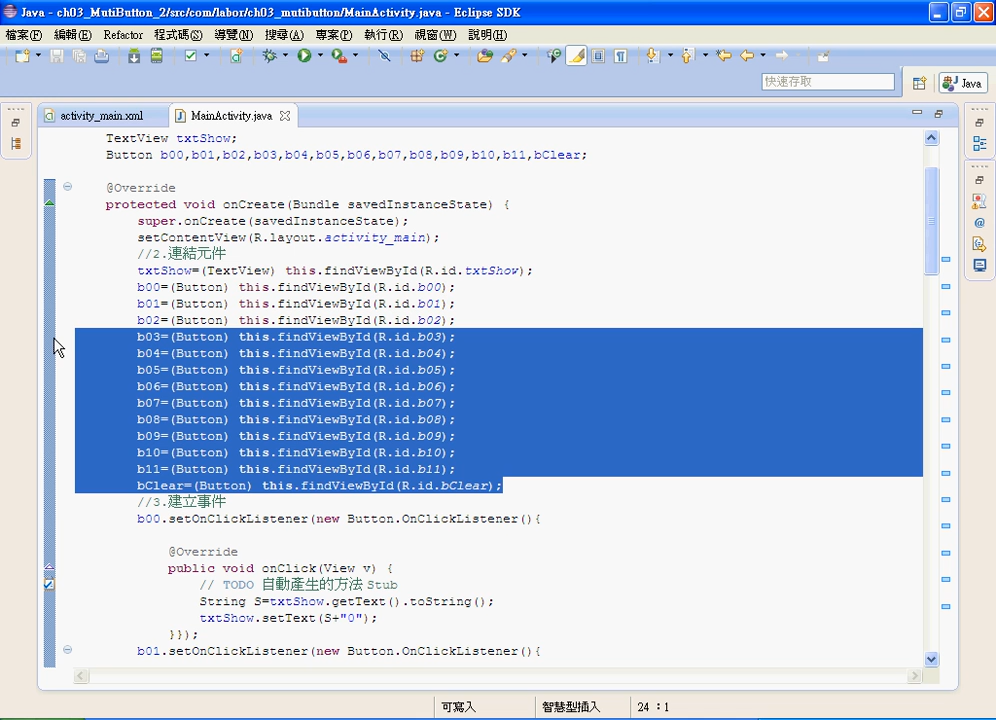 Java - ch03_MutiButton_2/src/com/labor/ch03_mutibutton/MainActivity.java - Eclipse SDK
檔案(F) 編輯(E) Refactor 程式碼(S) 導覽(N) 搜尋(A) 專案(P) 執行(R) 視窗(W) 說明(H)
快速存取
Java
activity_main.xml MainActivity.java
TextView txtShow;
Button b00,b01,b02,b03,b04,b05,b06,b07,b08,b09,b10,b11,bClear;
@Override
protected void onCreate(Bundle savedInstanceState) {
super.onCreate(savedInstanceState);
setContentView(R.layout.activity_main);
//2.連結元件
txtShow=(TextView) this.findViewById(R.id.txtShow);
b00=(Button) this.findViewById(R.id.b00);
b01=(Button) this.findViewById(R.id.b01);
b02=(Button) this.findViewById(R.id.b02);
b03=(Button) this.findViewById(R.id.b03);
b04=(Button) this.findViewById(R.id.b04);
b05=(Button) this.findViewById(R.id.b05);
b06=(Button) this.findViewById(R.id.b06);
b07=(Button) this.findViewById(R.id.b07);
b08=(Button) this.findViewById(R.id.b08);
b09=(Button) this.findViewById(R.id.b09);
b10=(Button) this.findViewById(R.id.b10);
b11=(Button) this.findViewById(R.id.b11);
bClear=(Button) this.findViewById(R.id.bClear);
//3.建立事件
b00.setOnClickListener(new Button.OnClickListener(){
@Override
public void onClick(View v) {
// TODO 自動產生的方法 Stub
String S=txtShow.getText().toString();
txtShow.setText(S+"0");
}});
b01.setOnClickListener(new Button.OnClickListener(){
可寫入 智慧型插入 24 : 1